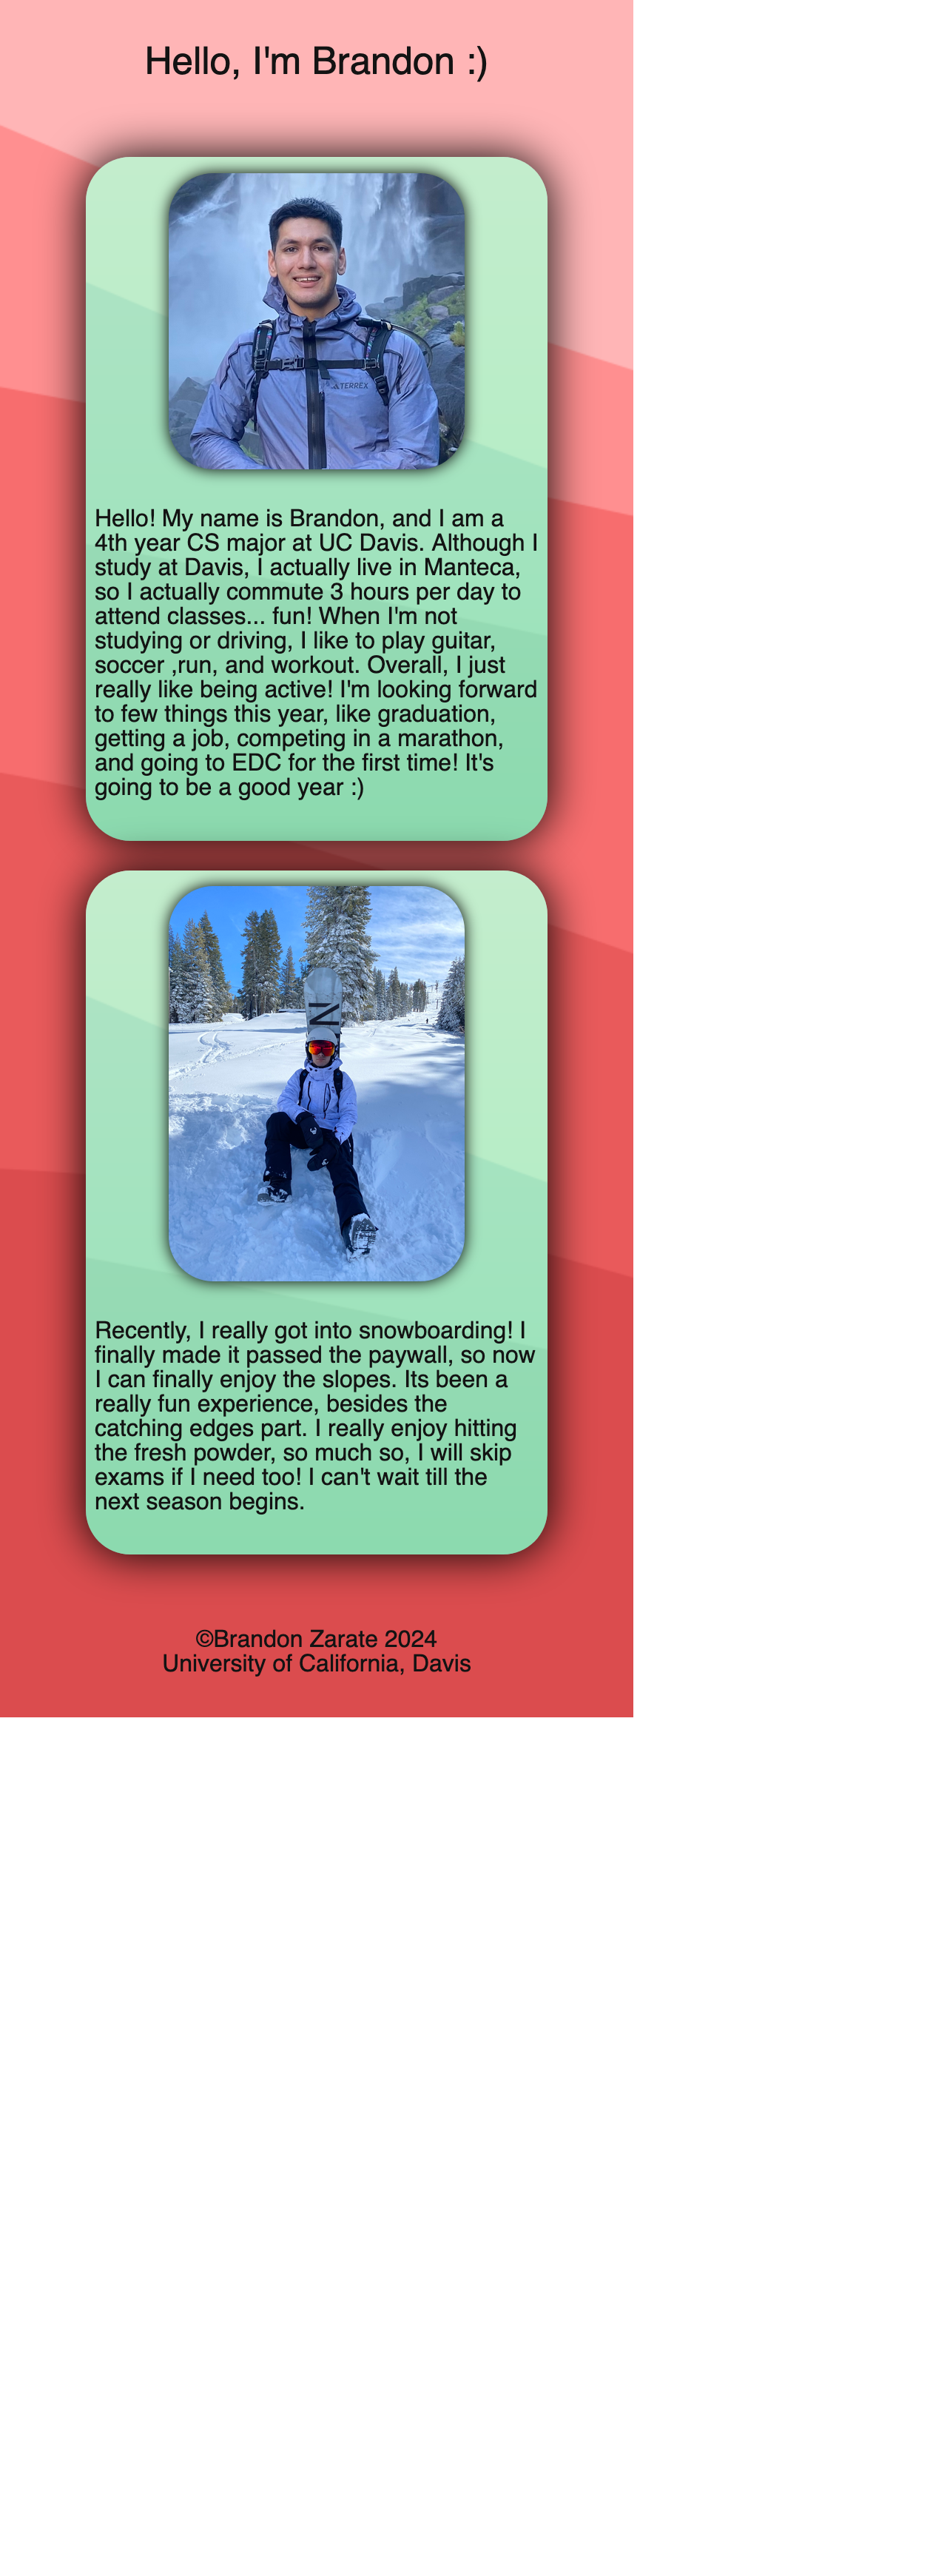 Hello, I'm Brandon :)
TERREX
Hello! My name is Brandon, and I am a
4th year CS major at UC Davis. Although I
study at Davis, I actually live in Manteca,
so I actually commute 3 hours per day to
attend classes... fun! When I'm not
studying or driving, I like to play guitar,
soccer ,run, and workout. Overall, I just
really like being active! I'm looking forward
to few things this year, like graduation,
getting a job, competing in a marathon,
and going to EDC for the first time! It's
going to be a good year :)
N
Recently, I really got into snowboarding! I
finally made it passed the paywall, so now
I can finally enjoy the slopes. Its been a
really fun experience, besides the
catching edges part. I really enjoy hitting
the fresh powder, so much so, I will skip
exams if I need too! I can't wait till the
next season begins.
©Brandon Zarate 2024
University of California, Davis